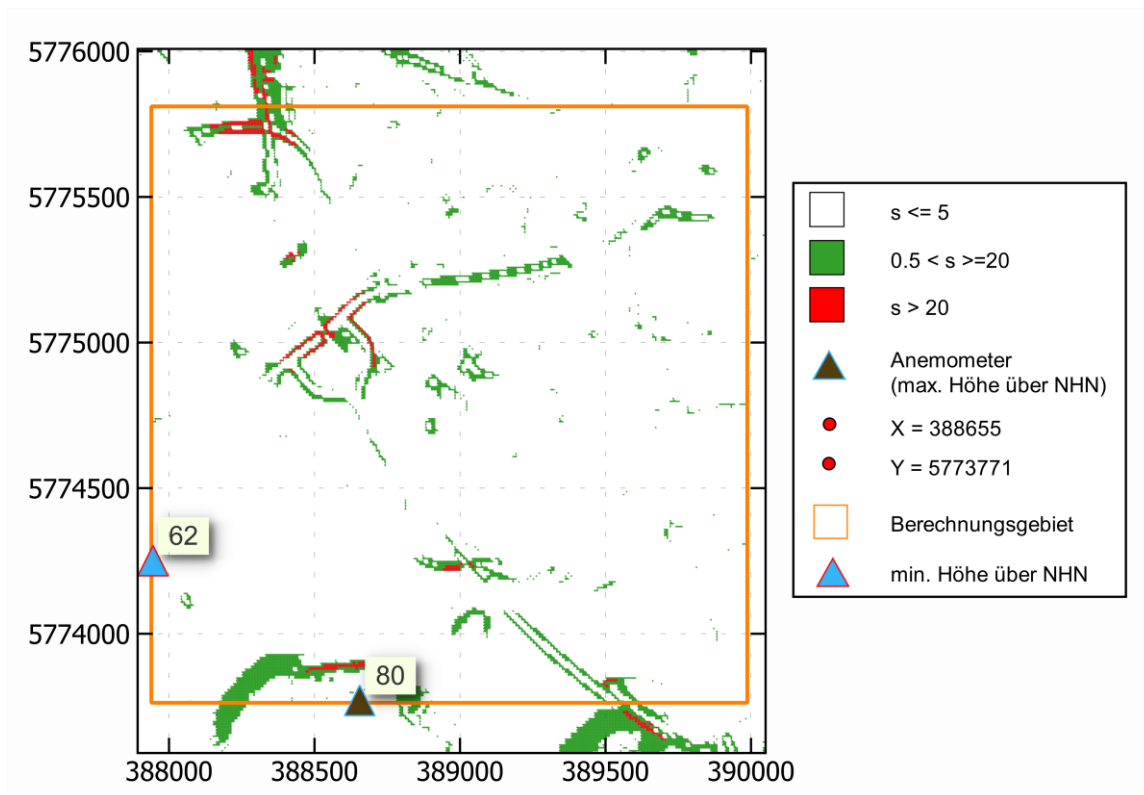 5776000
5775500
5775000
5774500
5774000
388000 388500 389000 389500 390000
62
80
s <= 5
0.5 < s >=20
s > 20
Anemometer
(max. Höhe über NHN)
X = 388655
Y = 5773771
Berechnungsgebiet
min. Höhe über NHN